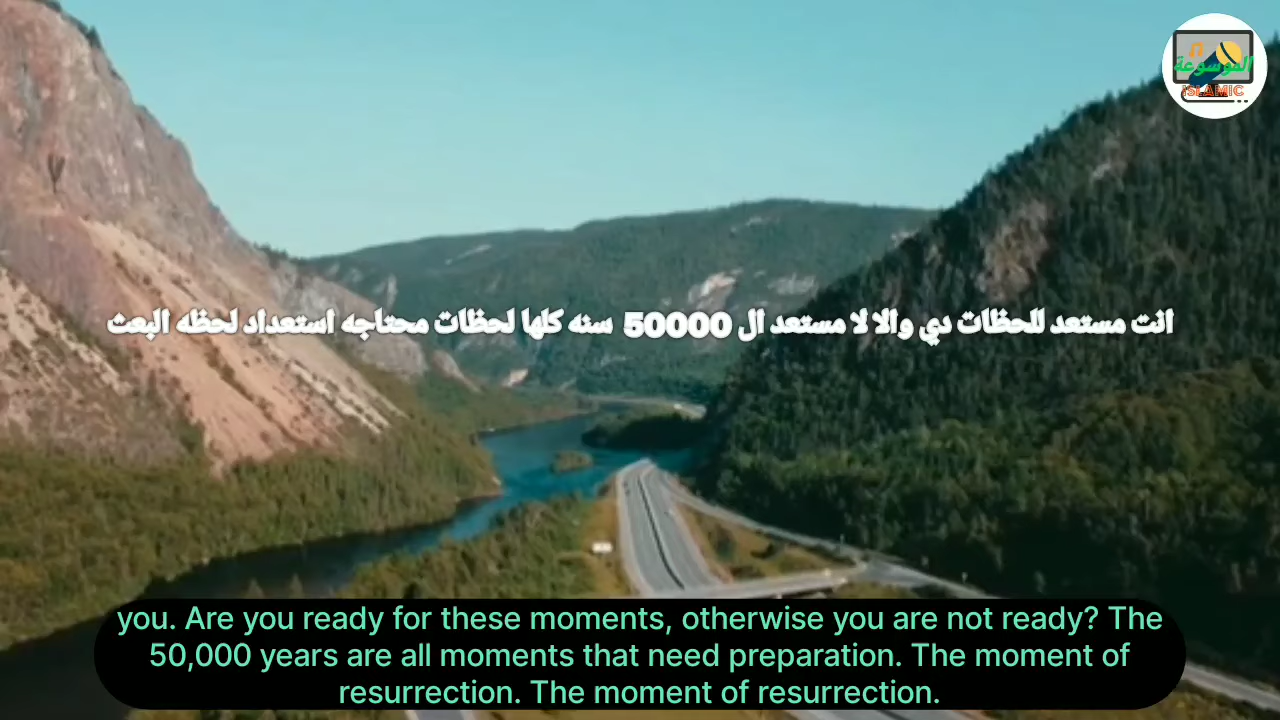 الموسوعة
ISLAMIC
انت مستعد للحظات دي والا لا مستعد ال 50000 سنه كلها لحظات محتاجه استعداد لحظه البعث
you. Are you ready for these moments, otherwise you are not ready? The
50,000 years are all moments that need preparation. The moment of
resurrection. The moment of resurrection.